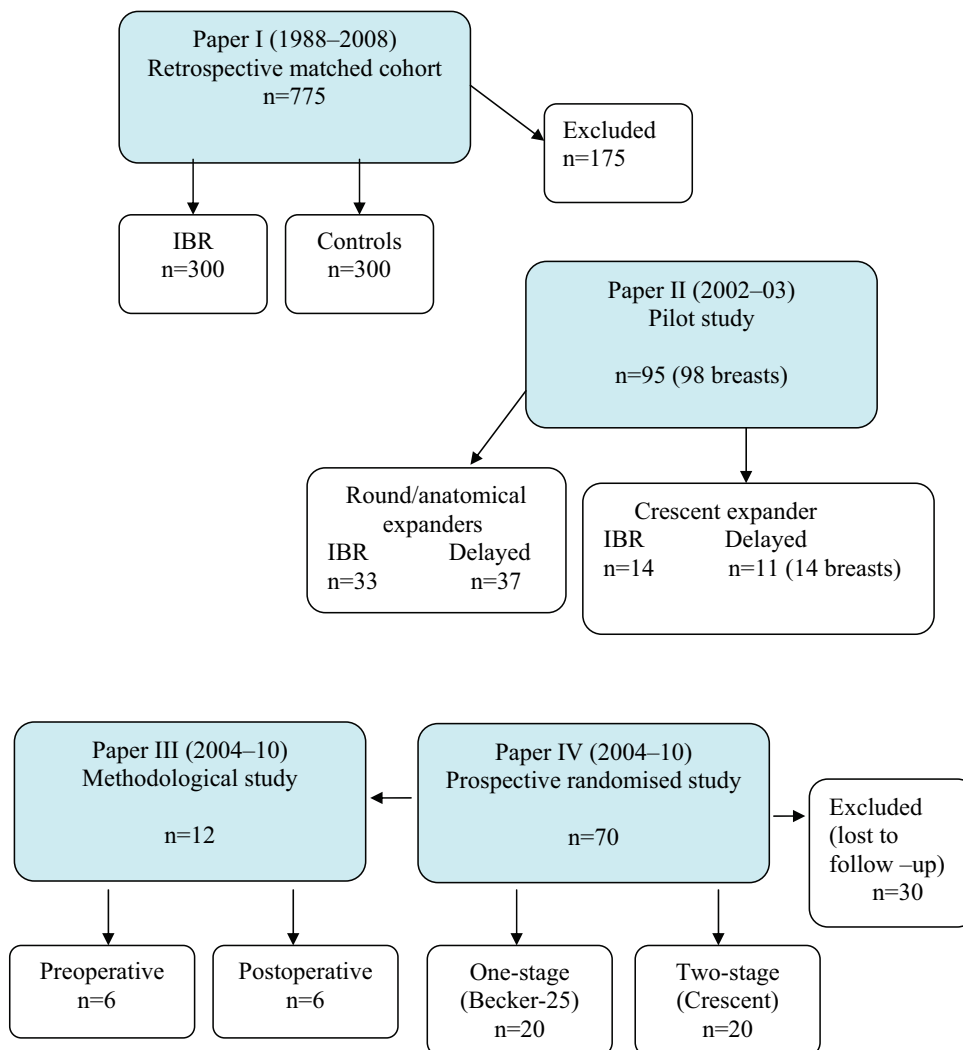 Paper I (1988–2008)
Retrospective matched cohort
n=775
Excluded
n=175
IBR
n=300
Controls
n=300
Paper II (2002–03)
Pilot study
n=95 (98 breasts)
Round/anatomical
expanders
IBR Delayed
n=33 n=37
Crescent expander
IBR Delayed
n=14 n=11 (14 breasts)
Paper III (2004–10)
Methodological study
n=12
Paper IV (2004–10)
Prospective randomised study
n=70
Excluded
(lost to
follow –up)
n=30
Preoperative
n=6
Postoperative
n=6
One-stage
(Becker-25)
n=20
Two-stage
(Crescent)
n=20